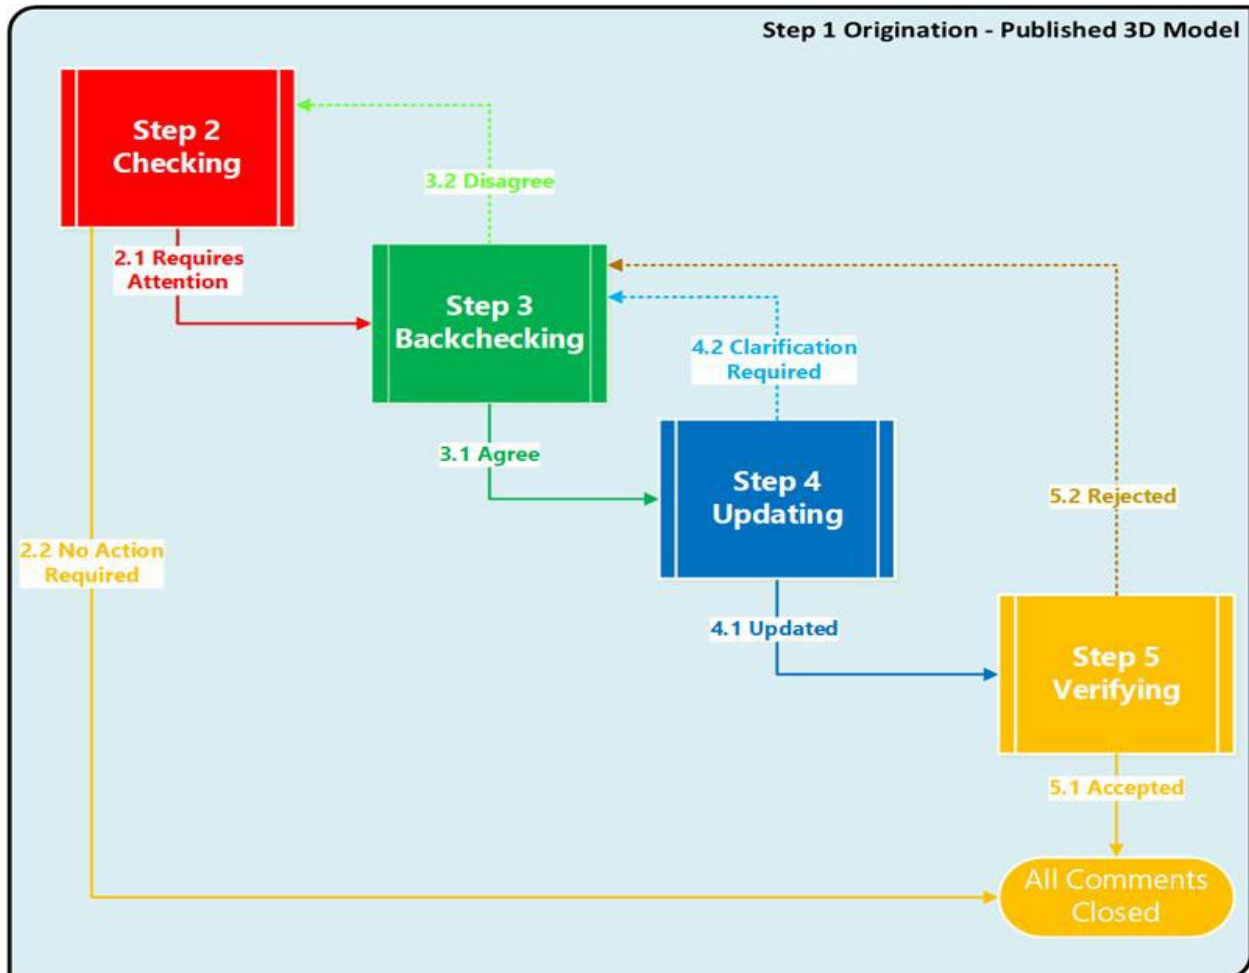 Step 1 Origination - Published 3D Model
Step 2
Checking
3.2 Disagree
2.1 Requires
Attention
Step 3
Backchecking
4.2 Clarification
Required
3.1 Agree
Step 4
Updating
5.2 Rejected
2.2 No Action
Required
4.1 Updated
Step 5
Verifying
5.1 Accepted
All Comments
Closed